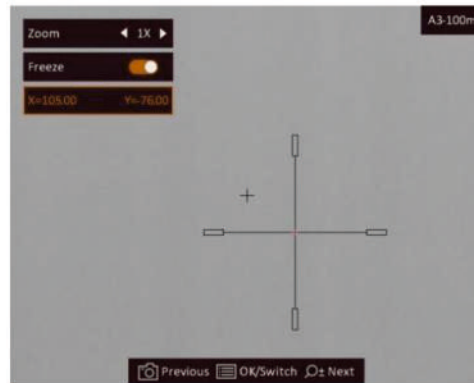 Zoom 1X
A3-100m
Freeze
X=105.00 Y=-76.00
Previous OK/Switch Next